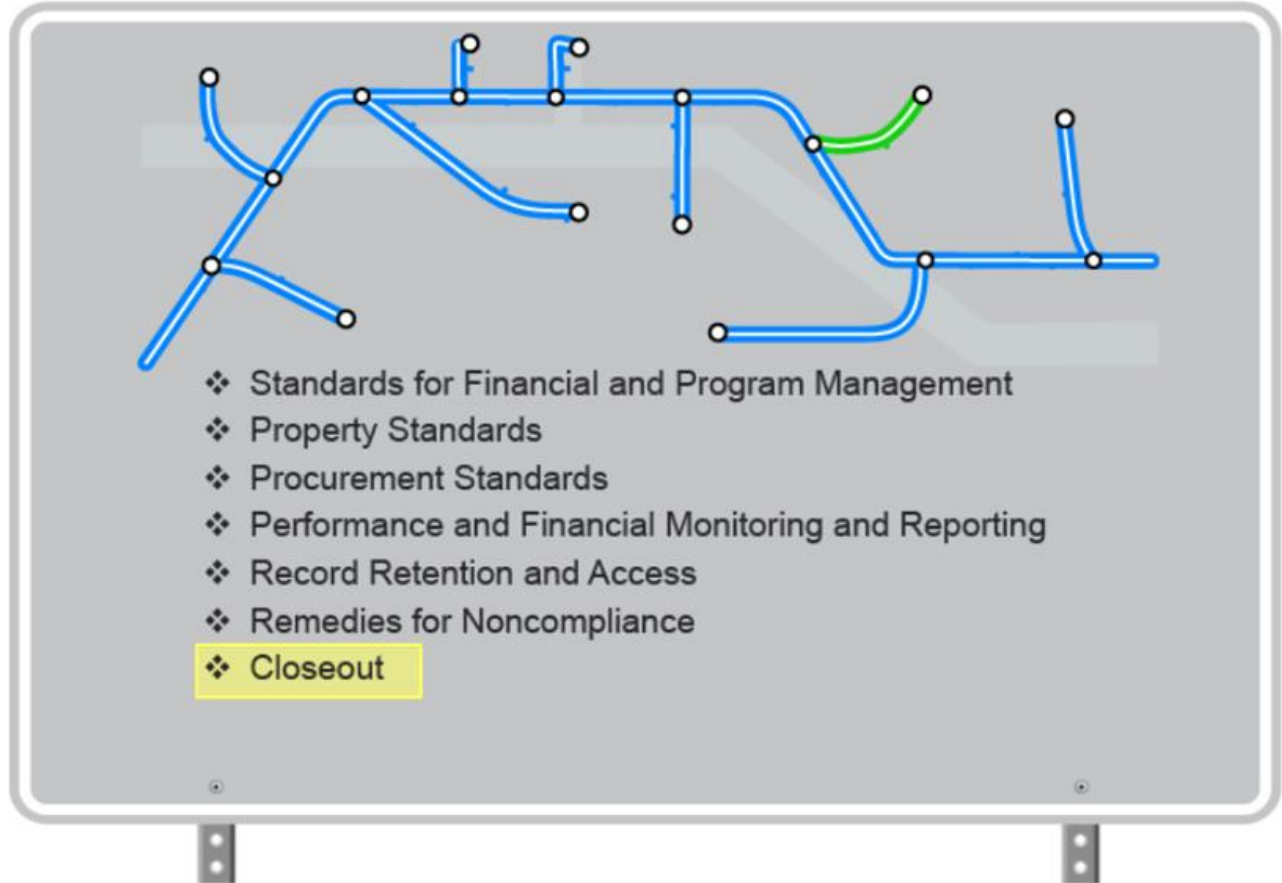 ❖ Standards for Financial and Program Management
❖ Property Standards
❖ Procurement Standards
❖ Performance and Financial Monitoring and Reporting
❖ Record Retention and Access
❖ Remedies for Noncompliance
❖ Closeout